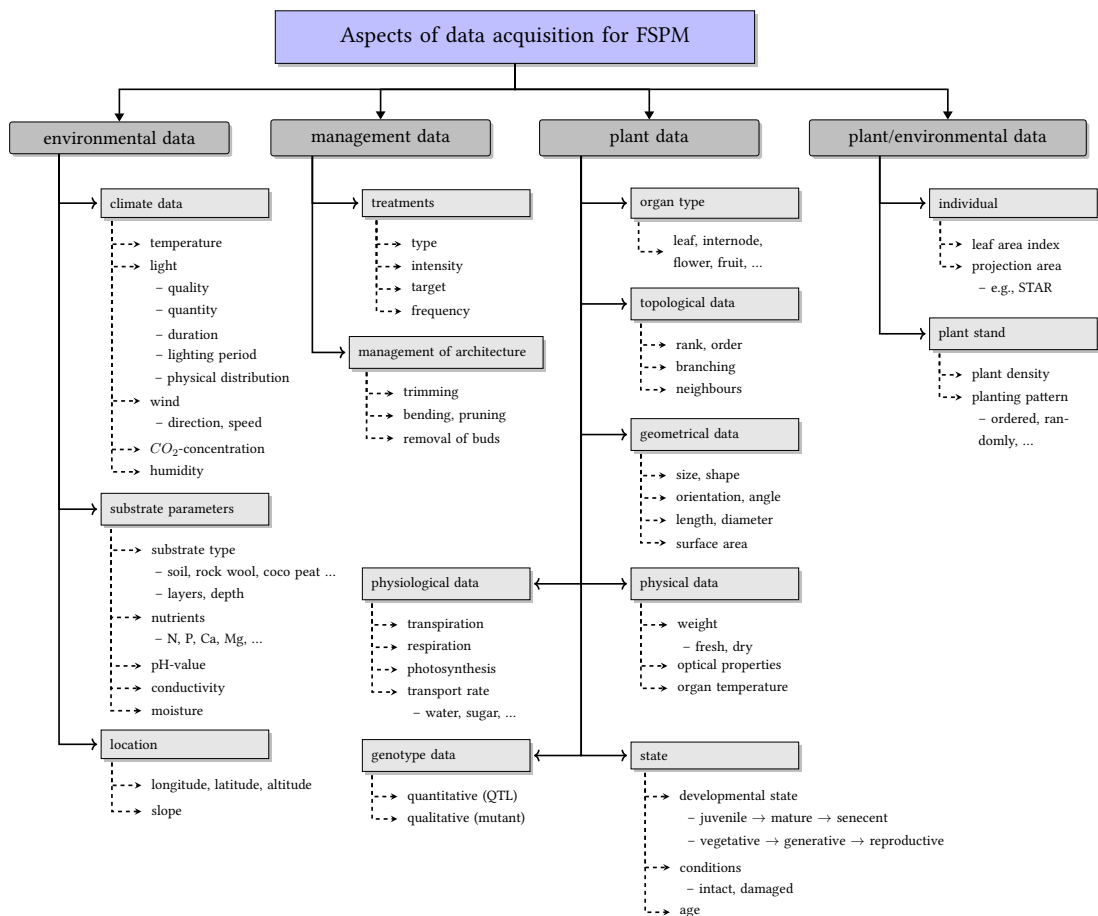 Aspects of data acquisition for FSPM
environmental data
climate data
temperature
light
– quality
– quantity
– duration
– lighting period
– physical distribution
wind
– direction, speed
CO₂-concentration
humidity
substrate parameters
substrate type
– soil, rock wool, coco peat ...
– layers, depth
nutrients
– N, P, Ca, Mg, ...
pH-value
conductivity
moisture
location
longitude, latitude, altitude
slope
management data
treatments
type
intensity
target
frequency
management of architecture
trimming
bending, pruning
removal of buds
plant data
organ type
leaf, internode,
flower, fruit, ...
topological data
rank, order
branching
neighbours
geometrical data
size, shape
orientation, angle
length, diameter
surface area
physiological data
transpiration
respiration
photosynthesis
transport rate
– water, sugar, ...
physical data
weight
– fresh, dry
optical properties
organ temperature
genotype data
quantitative (QTL)
qualitative (mutant)
state
developmental state
– juvenile → mature → senecent
– vegetative → generative → reproductive
conditions
– intact, damaged
age
plant/environmental data
individual
leaf area index
projection area
– e.g., STAR
plant stand
plant density
planting pattern
– ordered, ran-
domly, ...